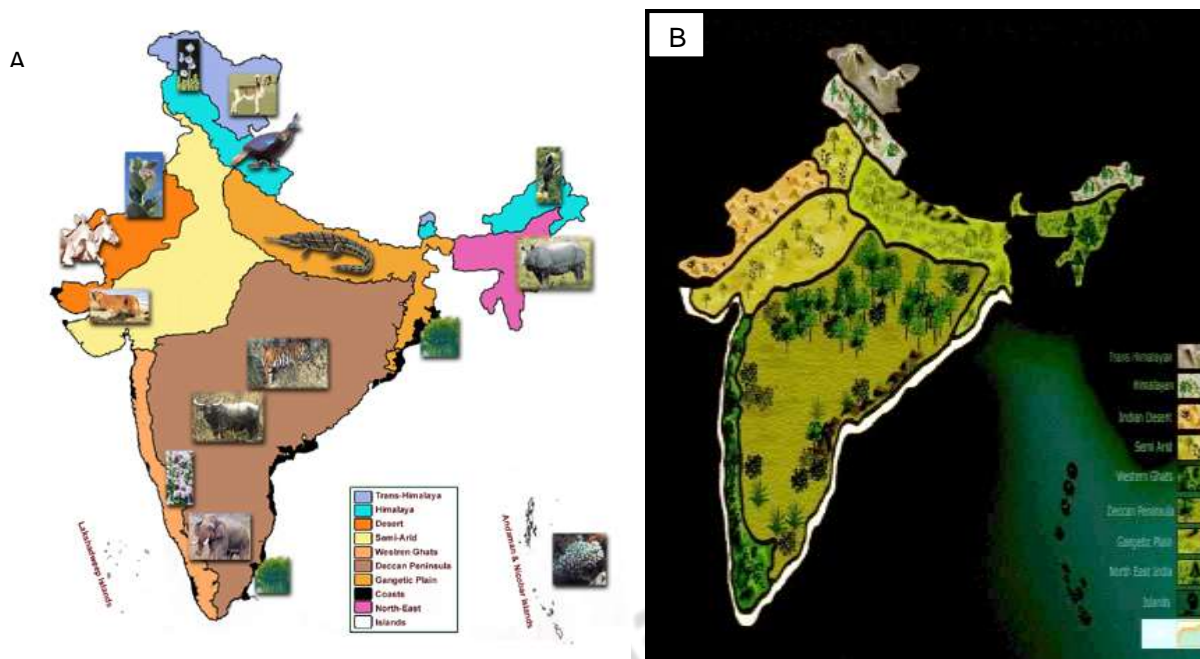 A
B
Trans-Himalaya
Himalaya
Desert
Semi-Arid
Westren Ghats
Deccan Peninsula
Gangetic Plain
Coasts
North-East
Islands
Lakshadweep Islands
Andaman & Nicobar Islands
Trans Himalayan
Himalayan
Indian Desert
Semi Arid
Western Ghats
Deccan Peninsula
Gangetic Plain
North East India
Islands